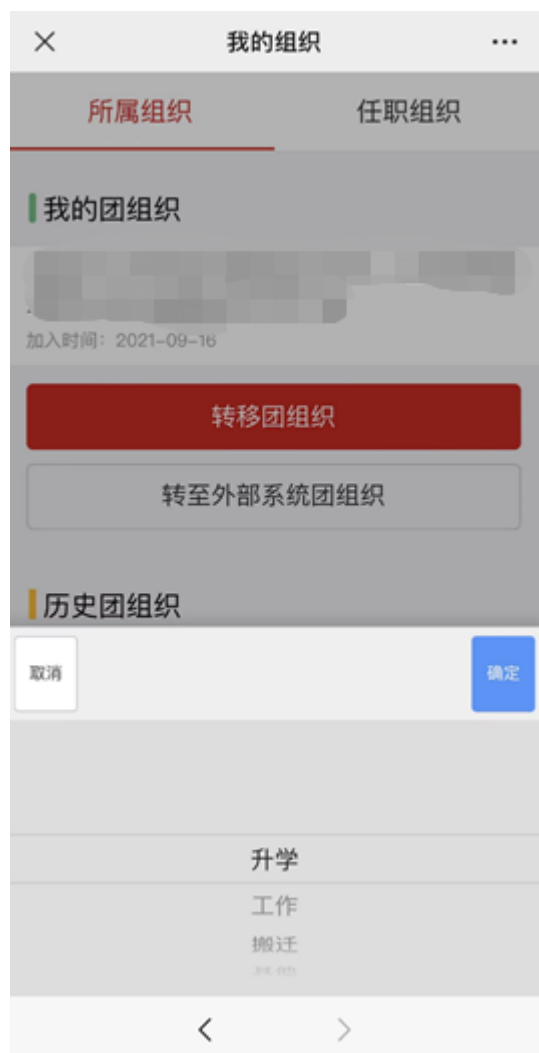 我的组织
所属组织 任职组织
我的团组织
加入时间：2021-09-16
转移团组织
转至外部系统团组织
历史团组织
取消 确定
升学
工作
搬迁